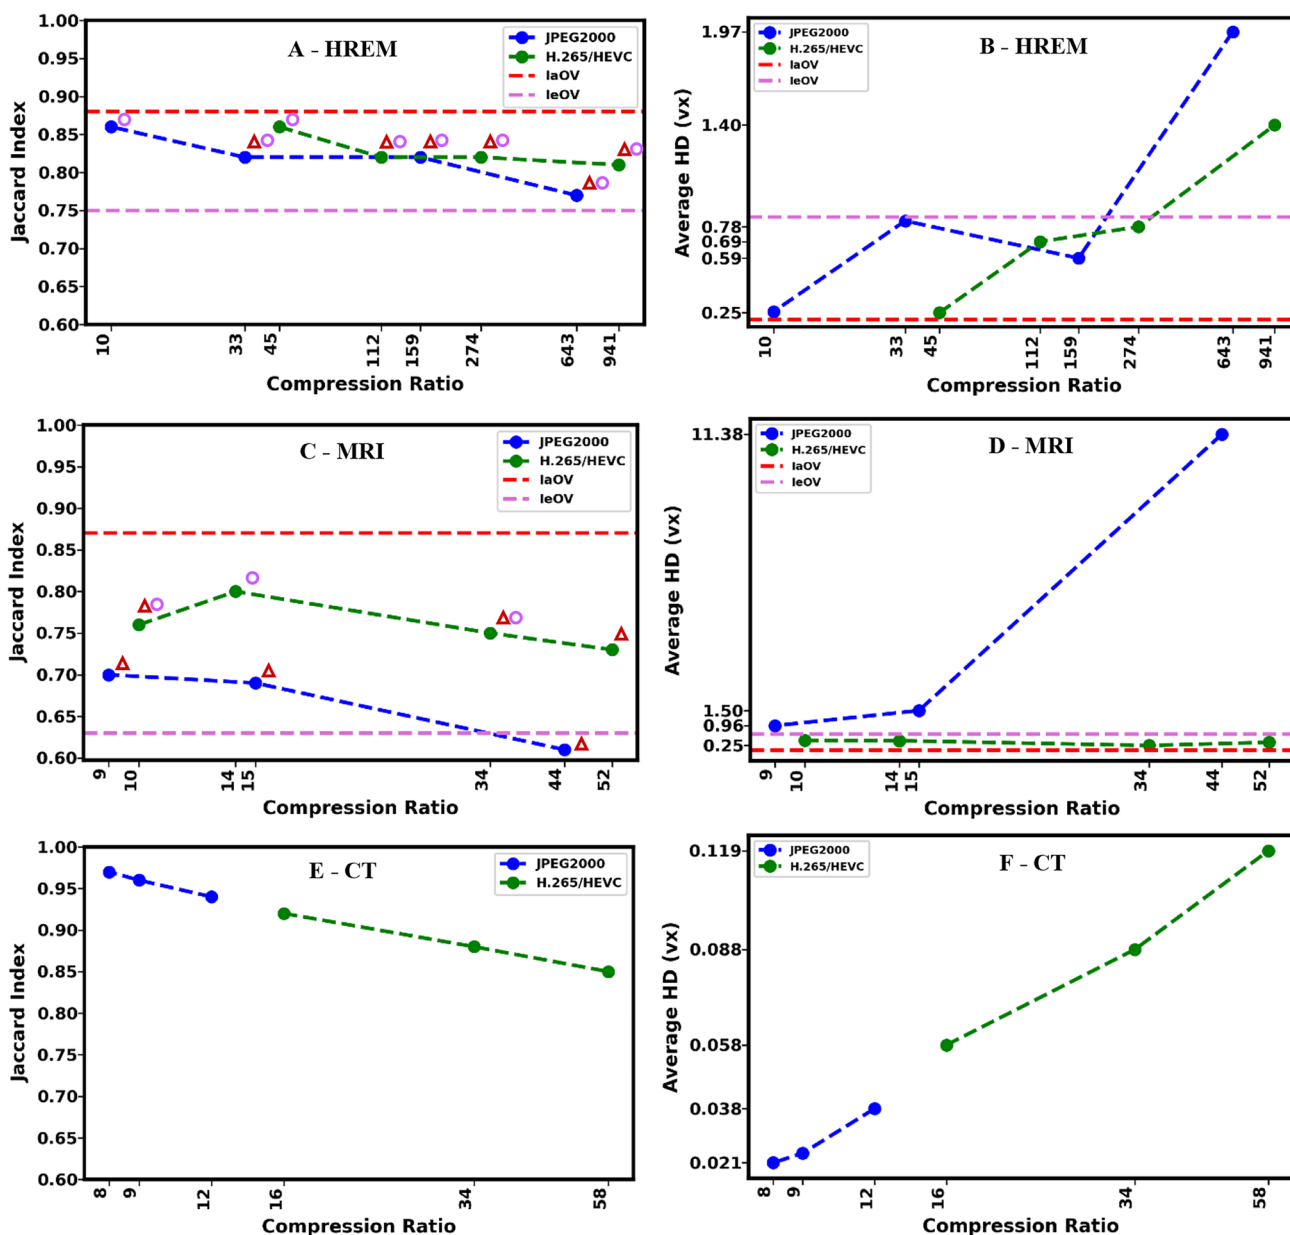 A - HREM
JPEG2000
H.265/HEVC
IaOV
IeOV
1.00
0.95
0.90
0.85
0.80
0.75
0.70
0.65
0.60
Jaccard Index
10
33
45
112
159
274
643
941
Compression Ratio
B - HREM
JPEG2000
H.265/HEVC
IaOV
IeOV
1.97
1.40
0.78
0.69
0.59
0.25
Average HD (vx)
10
33
45
112
159
274
643
941
Compression Ratio
C - MRI
JPEG2000
H.265/HEVC
IaOV
IeOV
1.00
0.95
0.90
0.85
0.80
0.75
0.70
0.65
0.60
Jaccard Index
9
10
14
15
34
44
52
Compression Ratio
D - MRI
JPEG2000
H.265/HEVC
IaOV
IeOV
11.38
1.50
0.96
0.25
Average HD (vx)
9
10
14
15
34
44
52
Compression Ratio
E - CT
JPEG2000
H.265/HEVC
1.00
0.95
0.90
0.85
0.80
0.75
0.70
0.65
0.60
Jaccard Index
8
9
12
16
34
58
Compression Ratio
F - CT
JPEG2000
H.265/HEVC
0.119
0.088
0.058
0.038
0.021
Average HD (vx)
8
9
12
16
34
58
Compression Ratio